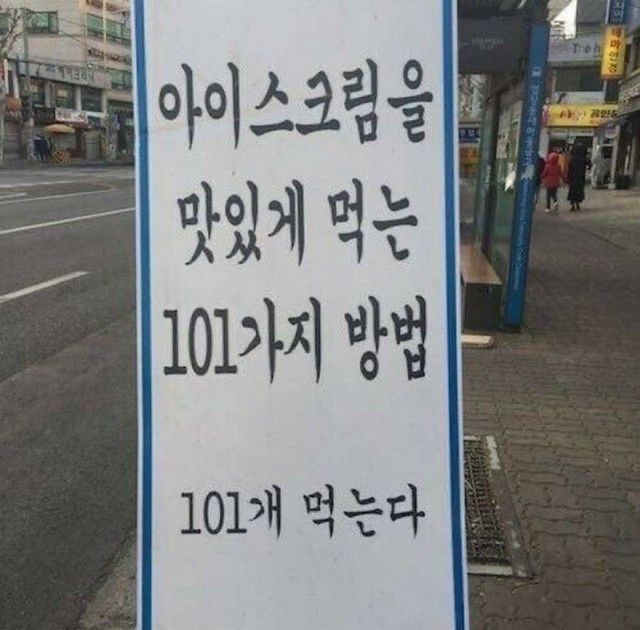 아이스크림을
맛있게 먹는
101가지 방법
101개 먹는다